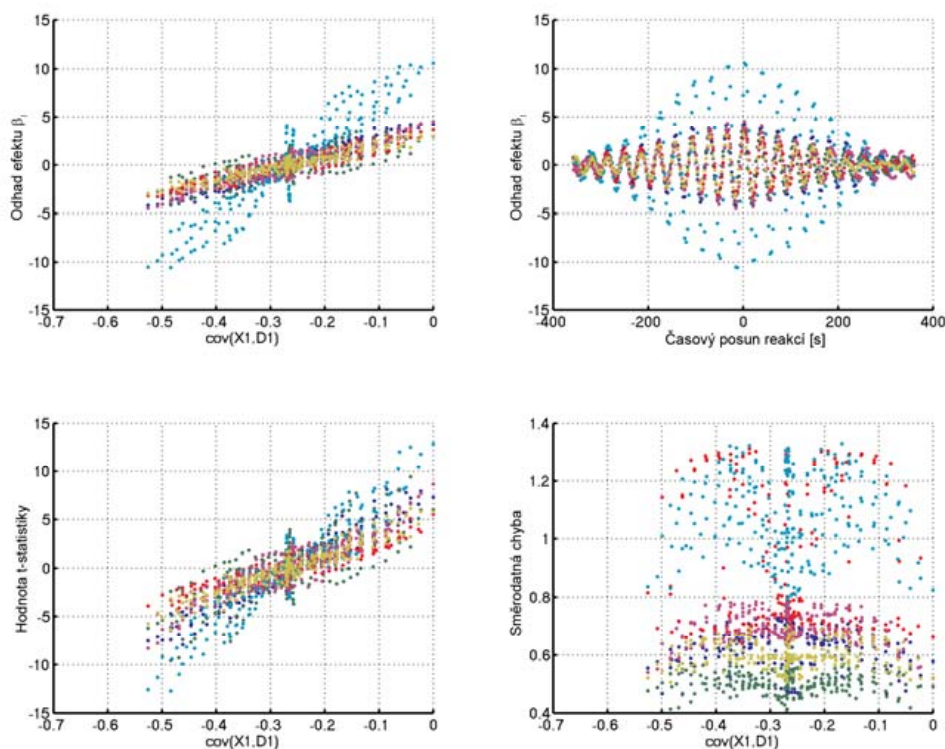 15
10
5
0
-5
-10
-15
Odhad efektu βi
-0.7 -0.6 -0.5 -0.4 -0.3 -0.2 -0.1 0
cov(X1,D1)
15
10
5
0
-5
-10
-15
Odhad efektu βi
-400 -200 0 200 400
Časový posun reakcí [s]
15
10
5
0
-5
-10
-15
Hodnota t-statistiky
-0.7 -0.6 -0.5 -0.4 -0.3 -0.2 -0.1 0
cov(X1,D1)
1.4
1.2
1
0.8
0.6
0.4
Směrodatná chyba
-0.7 -0.6 -0.5 -0.4 -0.3 -0.2 -0.1 0
cov(X1,D1)